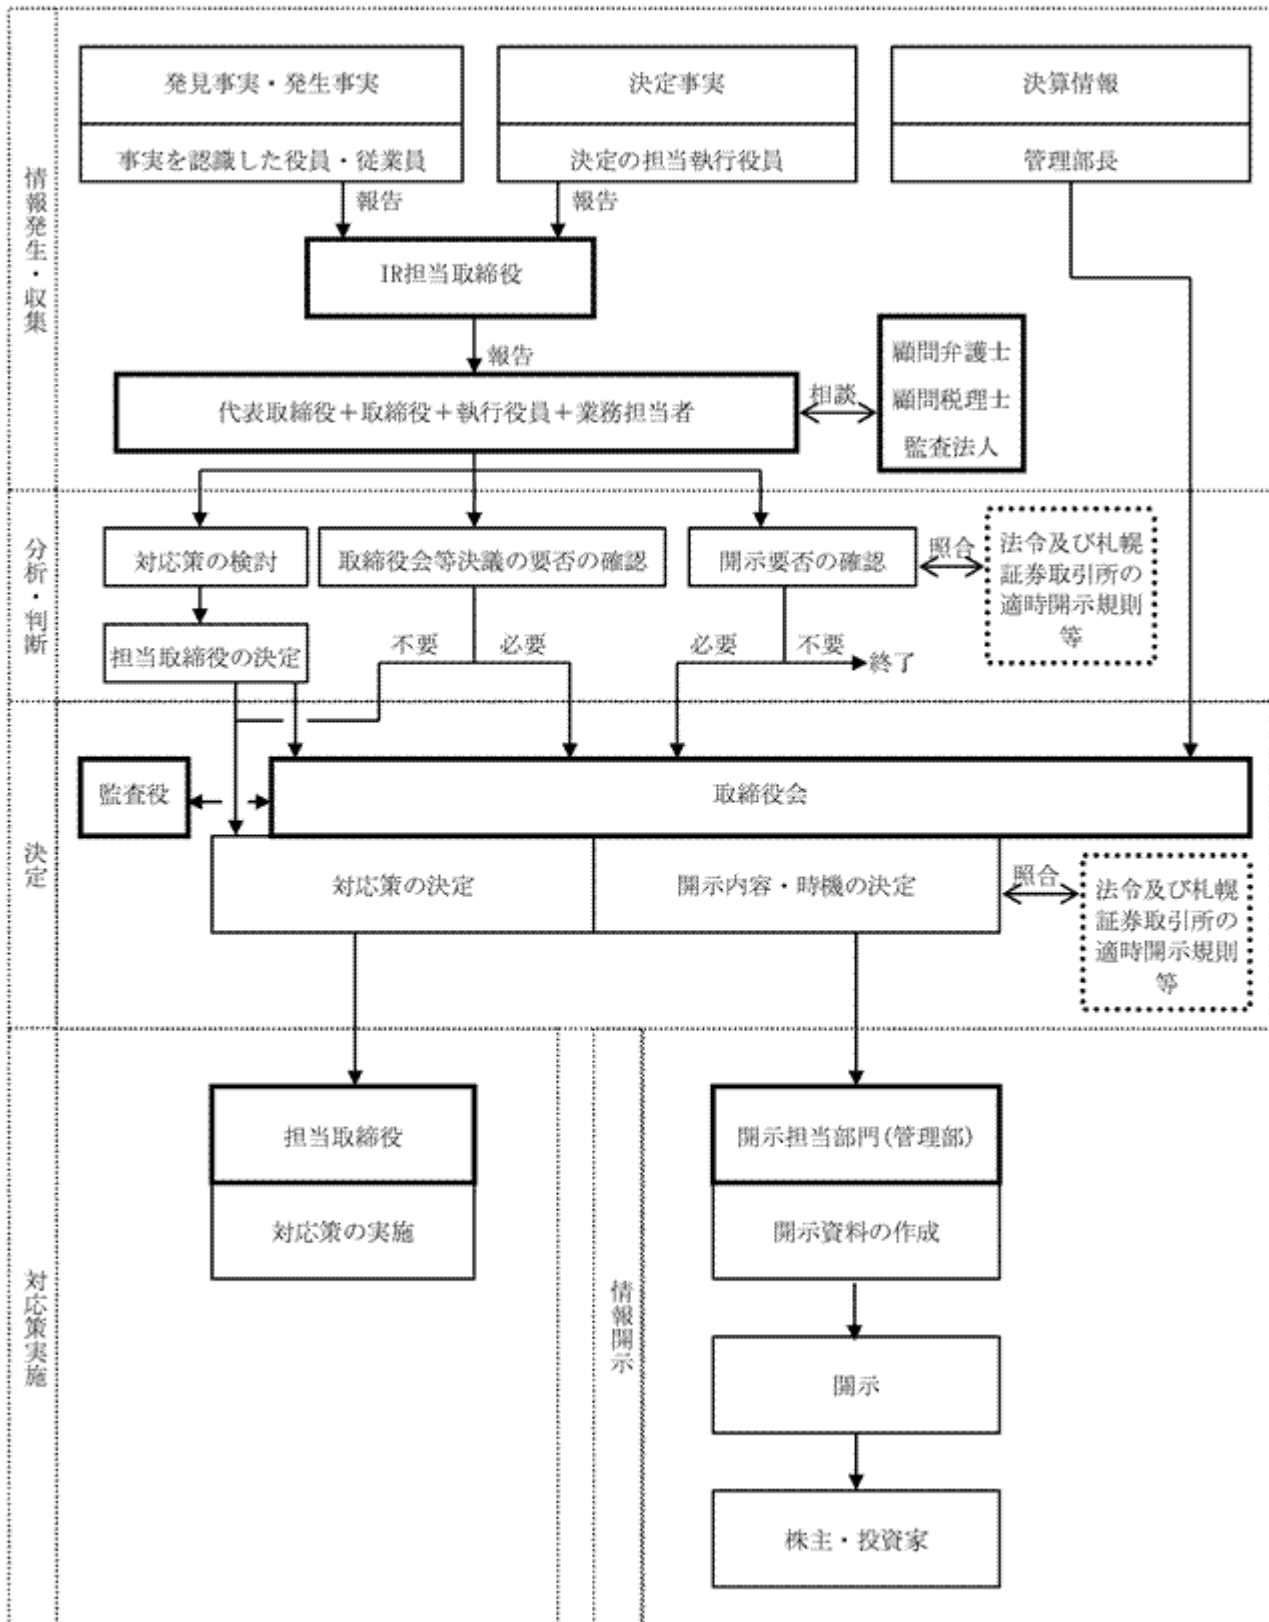 情報発生・収集
発見事実・発生事実
決定事実
決算情報
事実を認識した役員・従業員
決定の担当執行役員
管理部長
報告
報告
IR担当取締役
報告
代表取締役＋取締役＋執行役員＋業務担当者
相談
顧問弁護士
顧問税理士
監査法人
分析・判断
対応策の検討
取締役会等決議の要否の確認
開示要否の確認
照合
法令及び札幌
証券取引所の
適時開示規則
等
担当取締役の決定
不要
必要
必要
不要
終了
決定
監査役
取締役会
対応策の決定
開示内容・時機の決定
照合
法令及び札幌
証券取引所の
適時開示規則
等
対応策実施
担当取締役
対応策の実施
情報開示
開示担当部門(管理部)
開示資料の作成
開示
株主・投資家